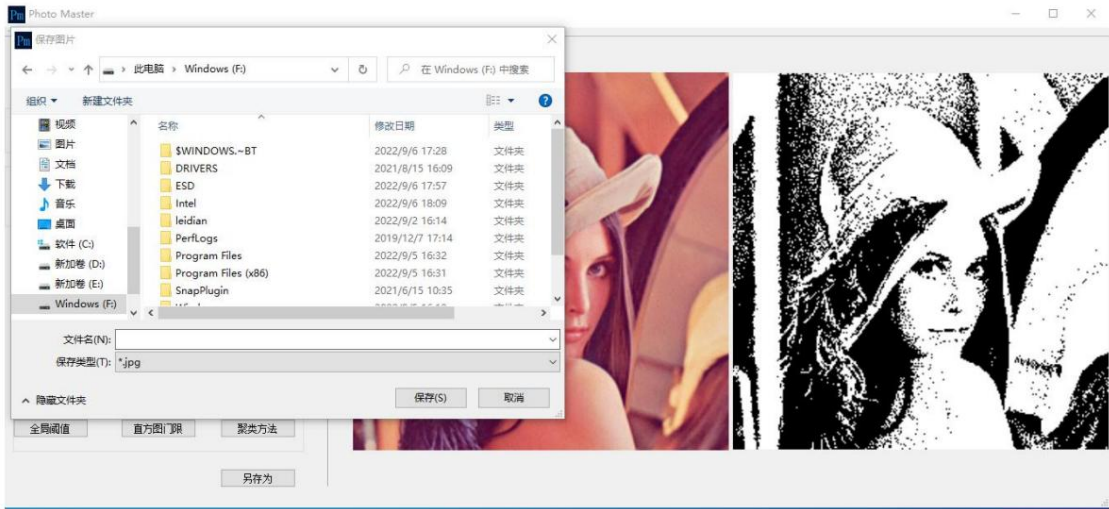 Pm Photo Master
Pm 保存图片
此电脑 › Windows (F:)
在 Windows (F:) 中搜索
组织 新建文件夹
视频
图片
文档
下载
音乐
桌面
软件 (C:)
新加卷 (D:)
新加卷 (E:)
Windows (F:)
名称 修改日期 类型
$WINDOWS.~BT 2022/9/6 17:28 文件夹
DRIVERS 2021/8/15 16:09 文件夹
ESD 2022/9/6 17:57 文件夹
Intel 2022/9/6 18:09 文件夹
leidian 2022/9/2 16:14 文件夹
PerfLogs 2019/12/7 17:14 文件夹
Program Files 2022/9/5 16:32 文件夹
Program Files (x86) 2022/9/5 16:31 文件夹
SnapPlugin 2021/6/15 10:35 文件夹
文件名(N):
保存类型(T): *.jpg
隐藏文件夹
保存(S) 取消
全局阈值 直方图门限 聚类方法
另存为